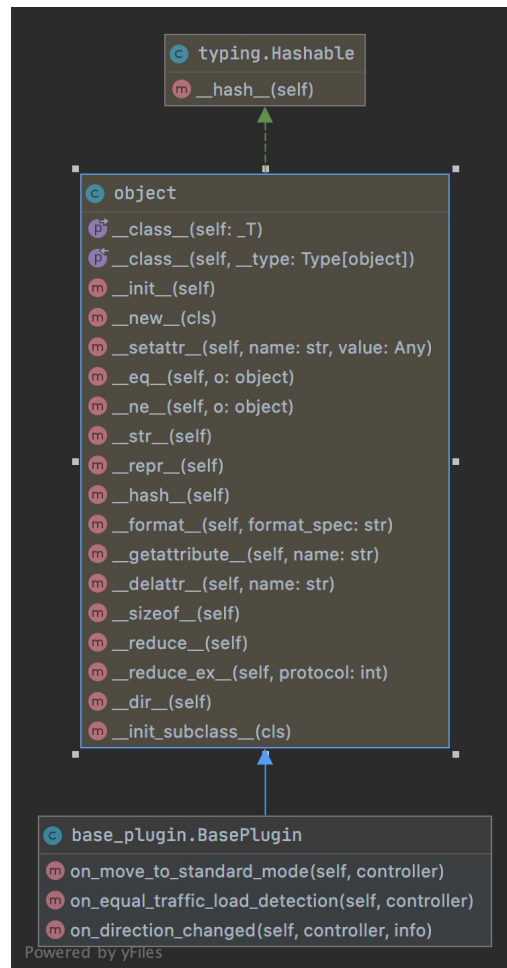 typing.Hashable
__hash__(self)
object
__class__(self: _T)
__class__(self, __type: Type[object])
__init__(self)
__new__(cls)
__setattr__(self, name: str, value: Any)
__eq__(self, o: object)
__ne__(self, o: object)
__str__(self)
__repr__(self)
__hash__(self)
__format__(self, format_spec: str)
__getattribute__(self, name: str)
__delattr__(self, name: str)
__sizeof__(self)
__reduce__(self)
__reduce_ex__(self, protocol: int)
__dir__(self)
__init_subclass__(cls)
base_plugin.BasePlugin
on_move_to_standard_mode(self, controller)
on_equal_traffic_load_detection(self, controller)
on_direction_changed(self, controller, info)
Powered by yFiles